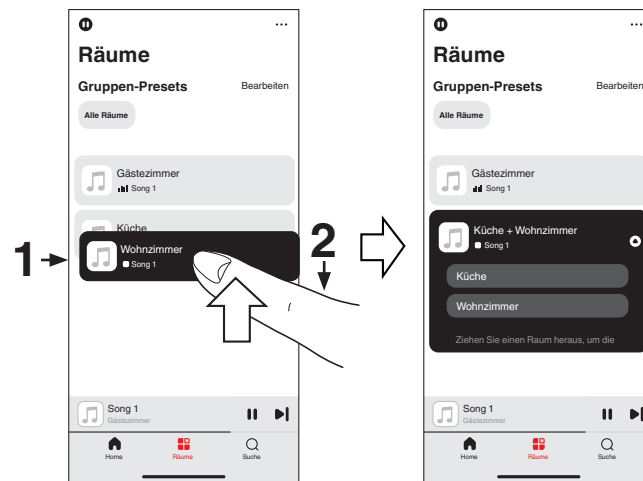 Räume
Gruppen-Presets Bearbeiten
Alle Räume
Gästezimmer
Song 1
Küche
Wohnzimmer
Song 1
1
2
Song 1
Gästezimmer
Home Räume Suche
Räume
Gruppen-Presets Bearbeiten
Alle Räume
Gästezimmer
Song 1
Küche + Wohnzimmer
Song 1
Küche
Wohnzimmer
Ziehen Sie einen Raum heraus, um die
Song 1
Gästezimmer
Home Räume Suche